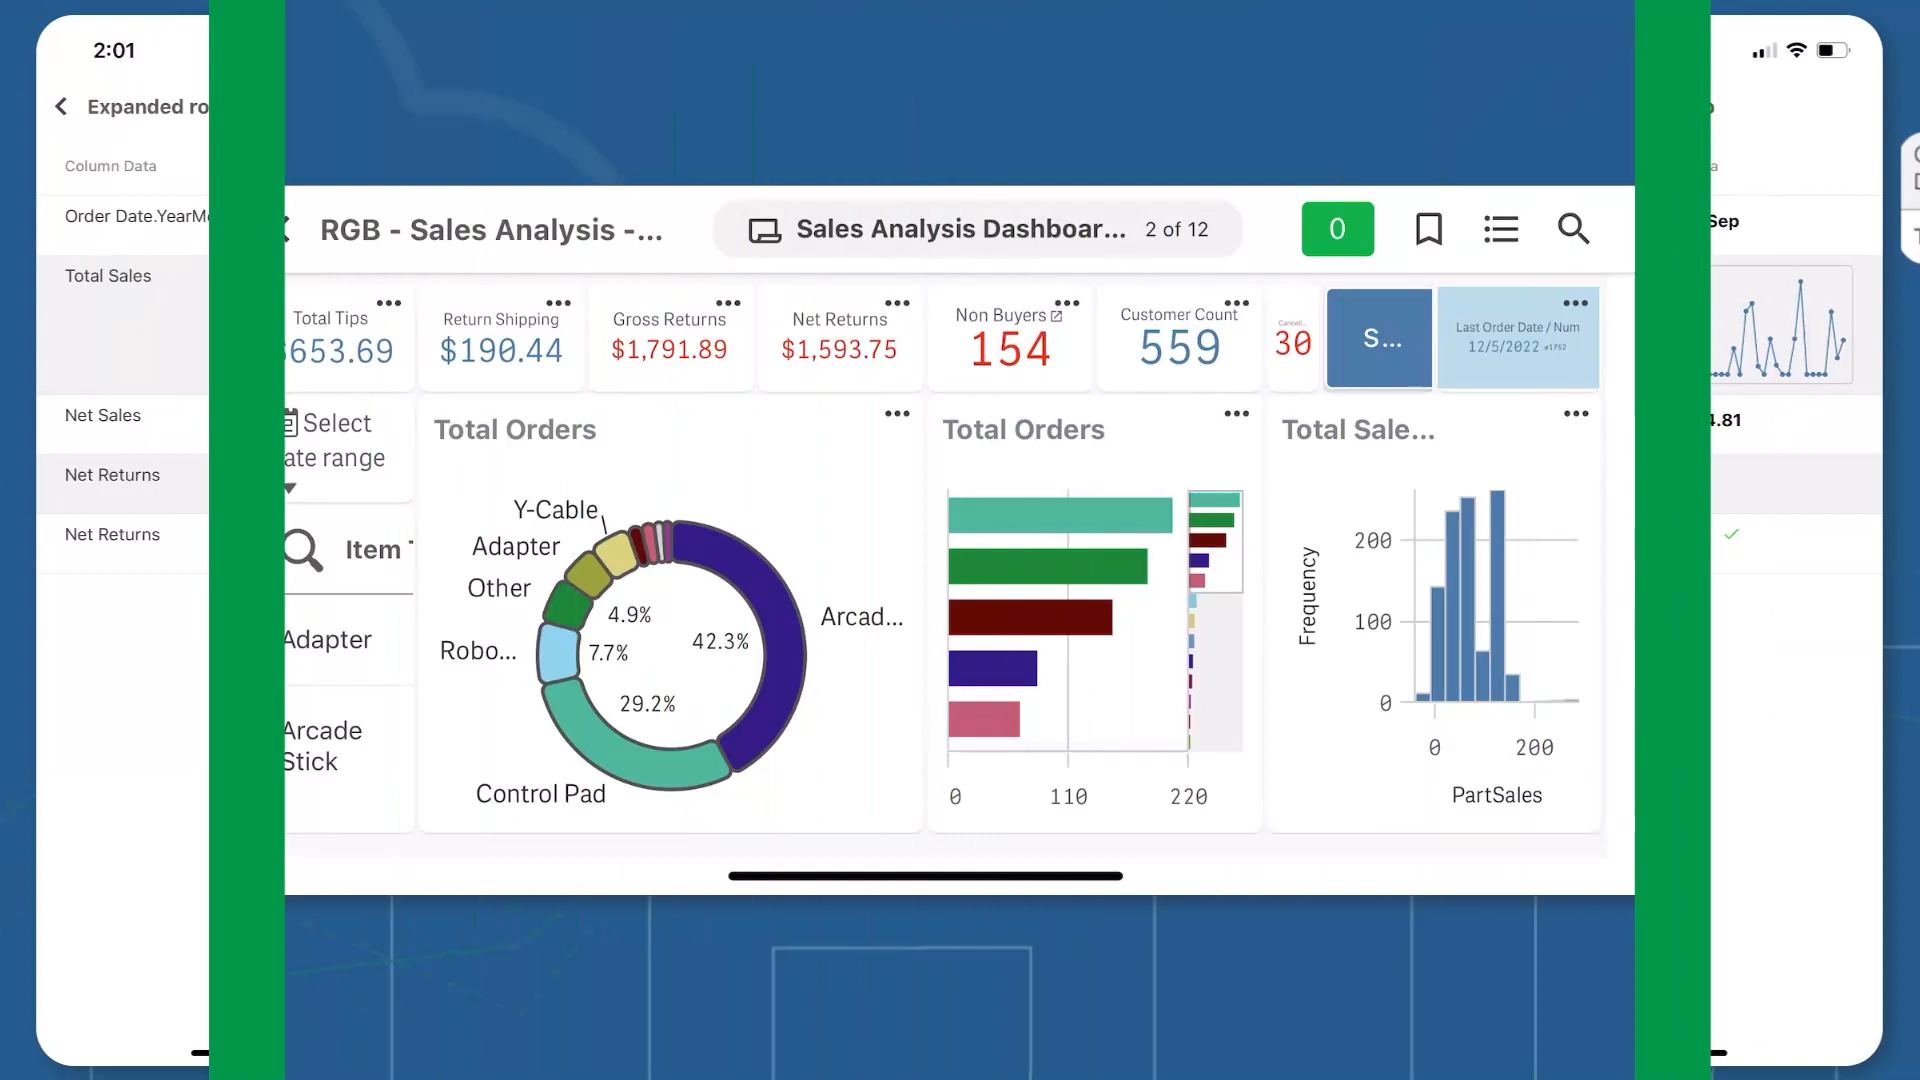 2:01
Expanded ro
Column Data
Order Date.YearM
Total Sales
Net Sales
Net Returns
Net Returns
RGB - Sales Analysis -...
Sales Analysis Dashboar... 2 of 12
0
Total Tips
$653.69
Return Shipping
$190.44
Gross Returns
$1,791.89
Net Returns
$1,593.75
Non Buyers
154
Customer Count
559
Cancell...
30
S...
Last Order Date / Num
12/5/2022 #1752
Select
ate range
Item
Adapter
Arcade
Stick
Total Orders
Y-Cable
Adapter
Other
Robo...
Control Pad
Arcad...
4.9%
7.7%
42.3%
29.2%
Total Orders
0 110 220
Total Sale...
Frequency
200
100
0
0 200
PartSales
Sep
4.81